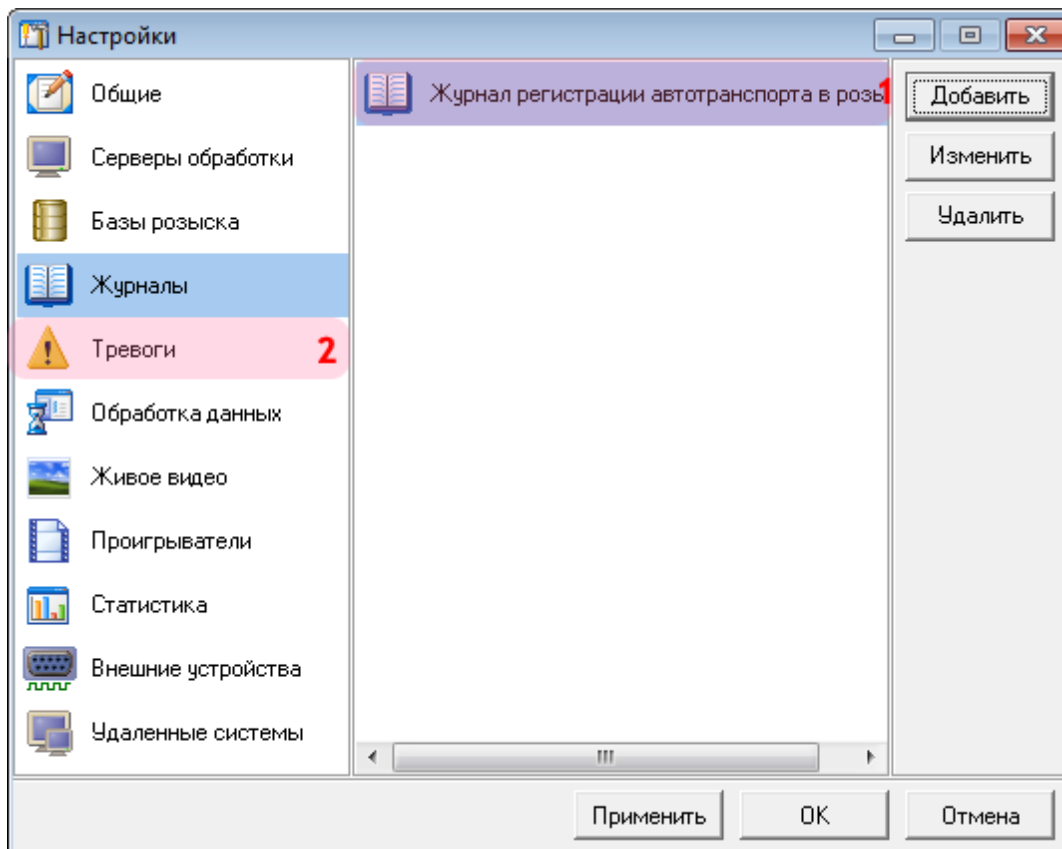 Настройки
Общие
Серверы обработки
Базы розыска
Журналы
Тревоги 2
Обработка данных
Живое видео
Проигрыватели
Статистика
Внешние устройства
Удаленные системы
Журнал регистрации автотранспорта в розы 1
Добавить
Изменить
Удалить
Применить
OK
Отмена